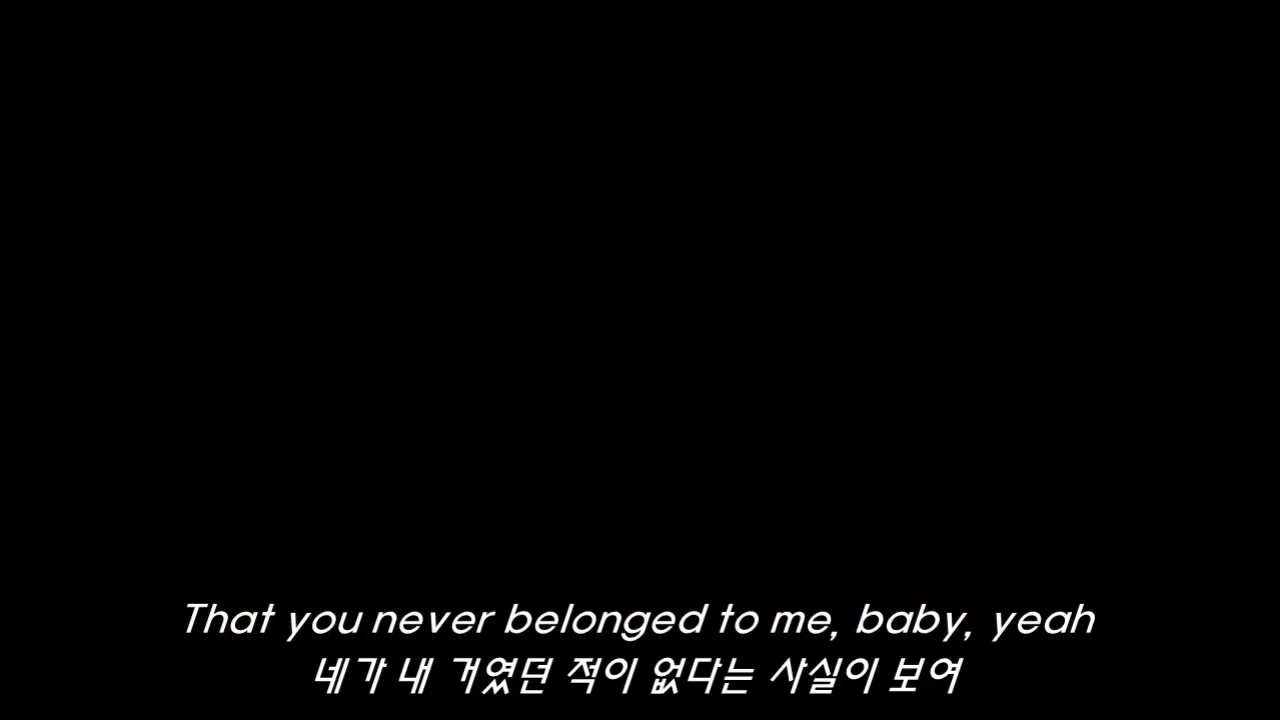 That you never belonged to me, baby, yeah
네가 내 거였던 적이 없다는 사실이 보여